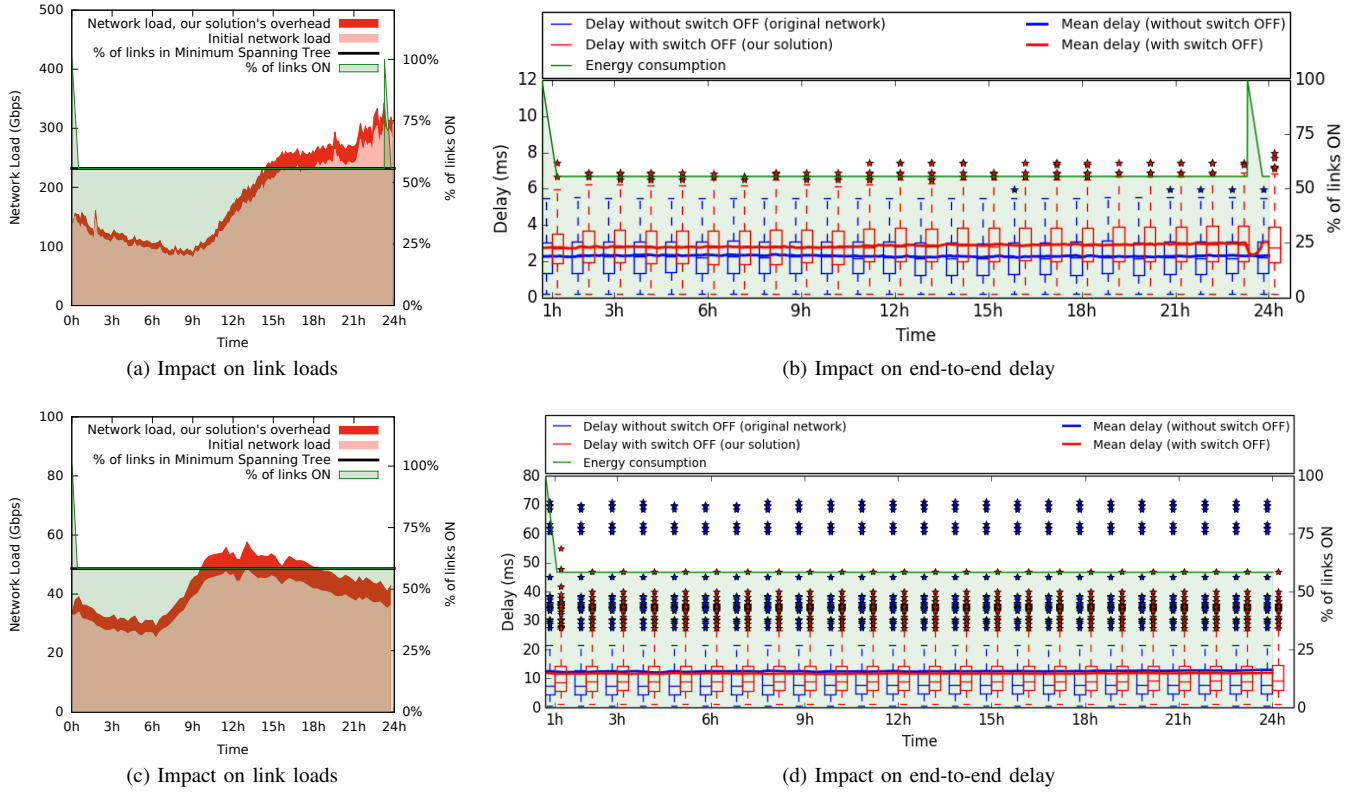 Network load, our solution's overhead
Initial network load
% of links in Minimum Spanning Tree
% of links ON
500
400
300
200
100
0
Network Load (Gbps)
100%
75%
50%
25%
0%
% of links ON
0h 3h 6h 9h 12h 15h 18h 21h 24h
Time
(a) Impact on link loads
Delay without switch OFF (original network)
Delay with switch OFF (our solution)
Energy consumption
Mean delay (without switch OFF)
Mean delay (with switch OFF)
12
10
8
6
4
2
0
Delay (ms)
100
75
50
25
0
% of links ON
1h 3h 6h 9h 12h 15h 18h 21h 24h
Time
(b) Impact on end-to-end delay
Network load, our solution's overhead
Initial network load
% of links in Minimum Spanning Tree
% of links ON
100
80
60
40
20
0
Network Load (Gbps)
100%
75%
50%
25%
0%
% of links ON
0h 3h 6h 9h 12h 15h 18h 21h 24h
Time
(c) Impact on link loads
Delay without switch OFF (original network)
Delay with switch OFF (our solution)
Energy consumption
Mean delay (without switch OFF)
Mean delay (with switch OFF)
80
70
60
50
40
30
20
10
0
Delay (ms)
100
75
50
25
0
% of links ON
1h 3h 6h 9h 12h 15h 18h 21h 24h
Time
(d) Impact on end-to-end delay